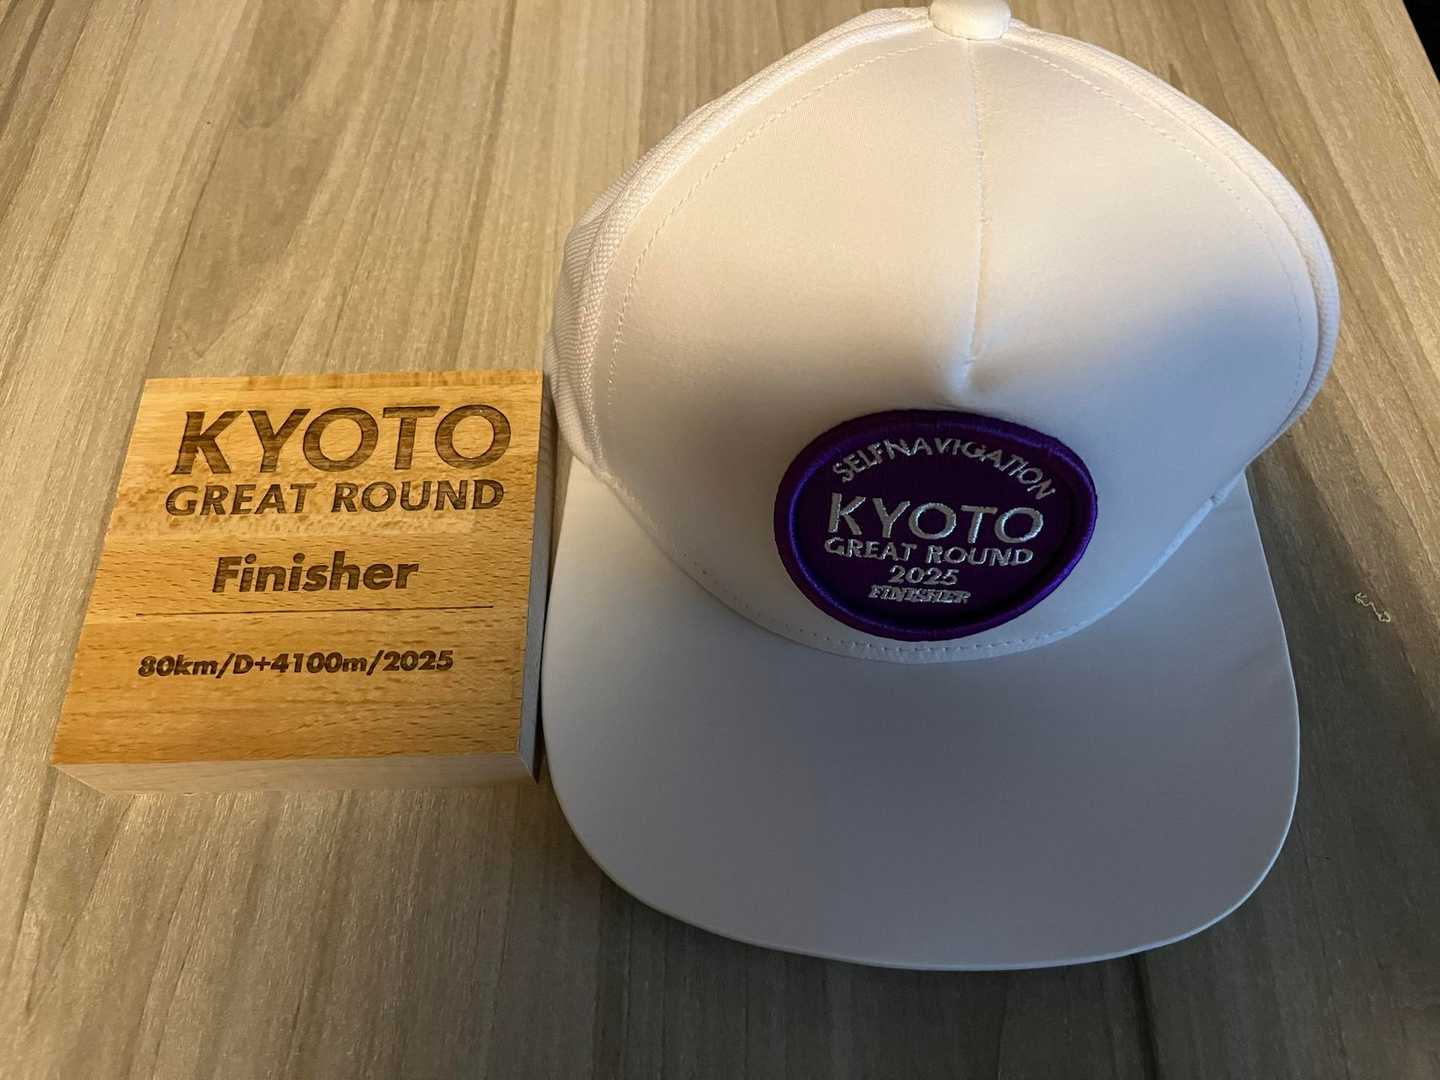 KYOTO
GREAT ROUND
Finisher
80km/D+4100m/2025
SELFNAVIGATION
KYOTO
GREAT ROUND
2025
FINISHER